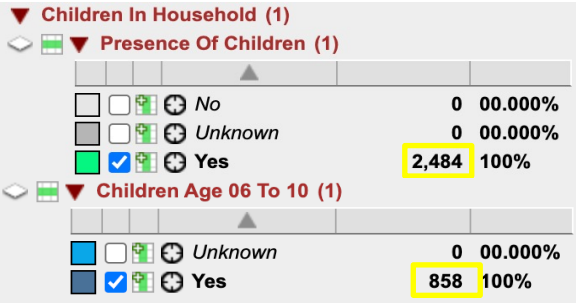 Children In Household (1)
Presence Of Children (1)
No 0 00.000%
Unknown 0 00.000%
Yes 2,484 100%
Children Age 06 To 10 (1)
Unknown 0 00.000%
Yes 858 100%